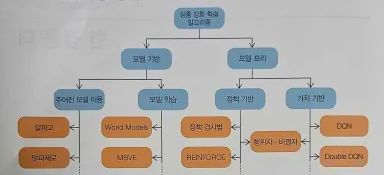 심층 강화 학습
알고리즘
모델 기반
모델 프리
주어진 모델 이용
모델 학습
정책 기반
가치 기반
알파고
World Models
정책 경사법
행위자-비평자
DQN
알파제로
MBVE
REINFORCE
Double DQN